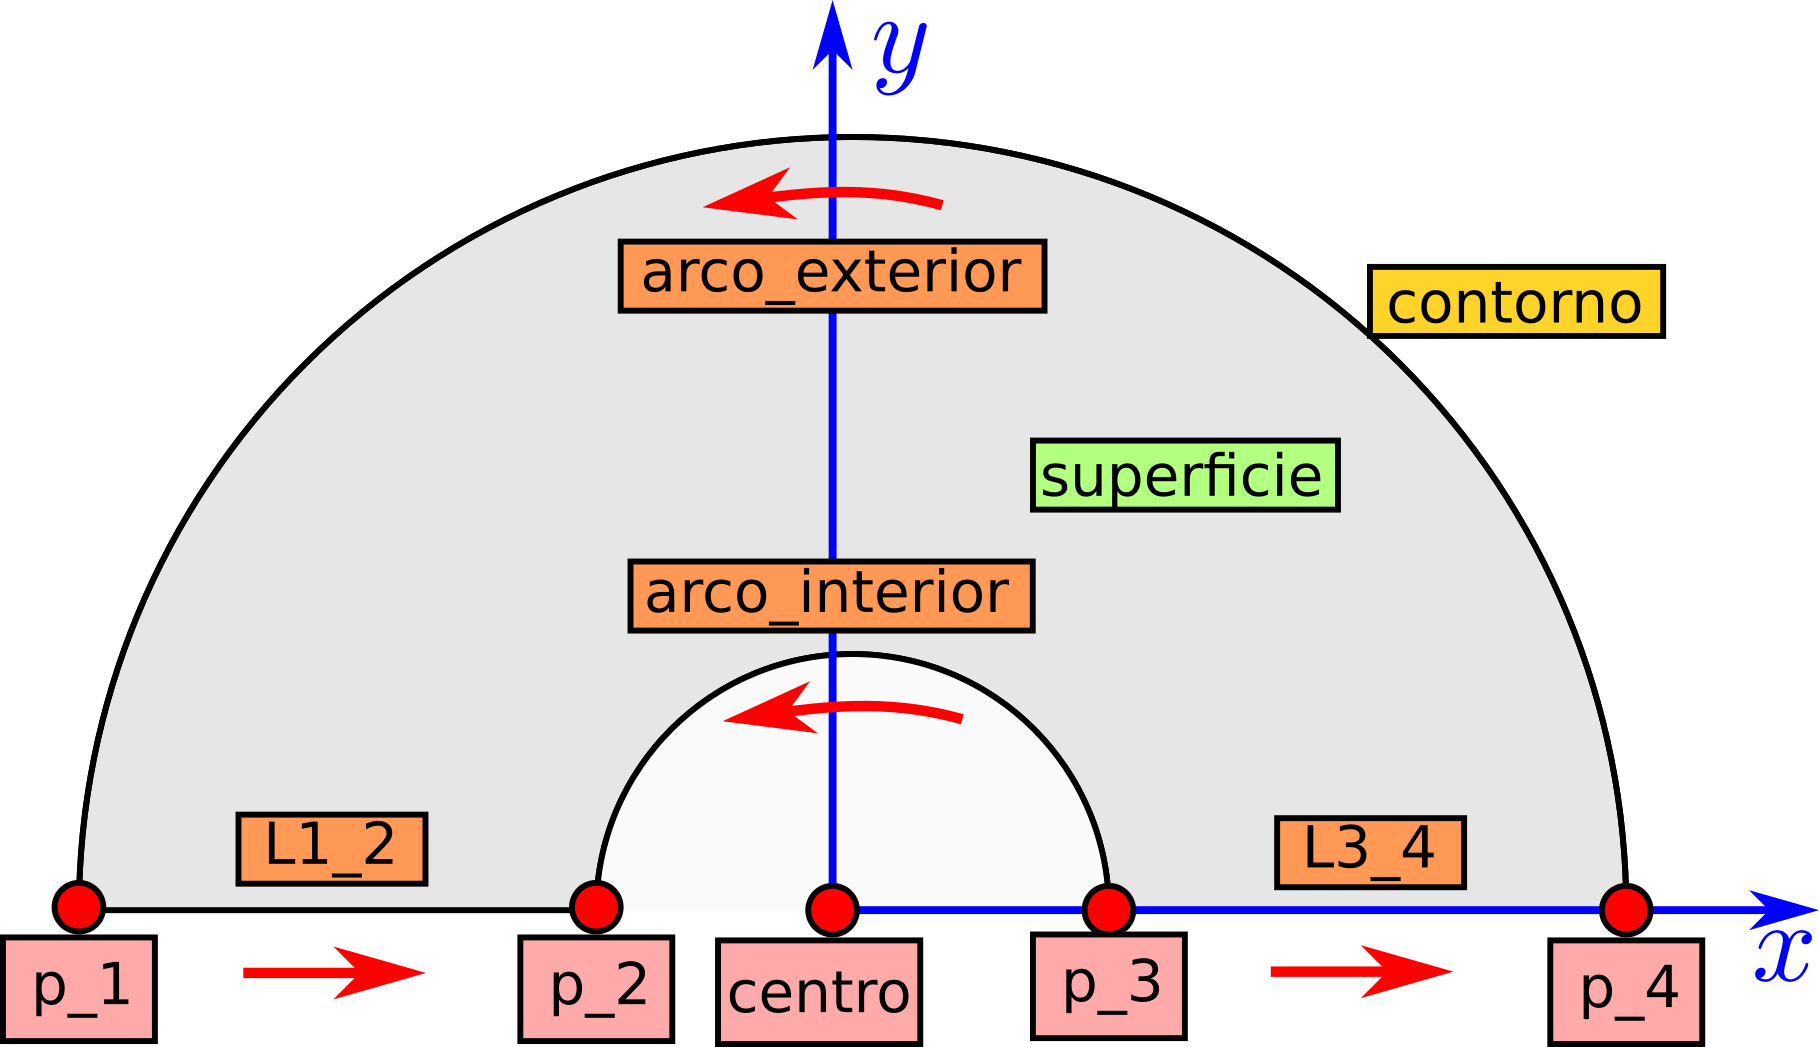 y
arco_exterior
contorno
superficie
arco_interior
L1_2
L3_4
x
p_1
p_2
centro
p_3
p_4